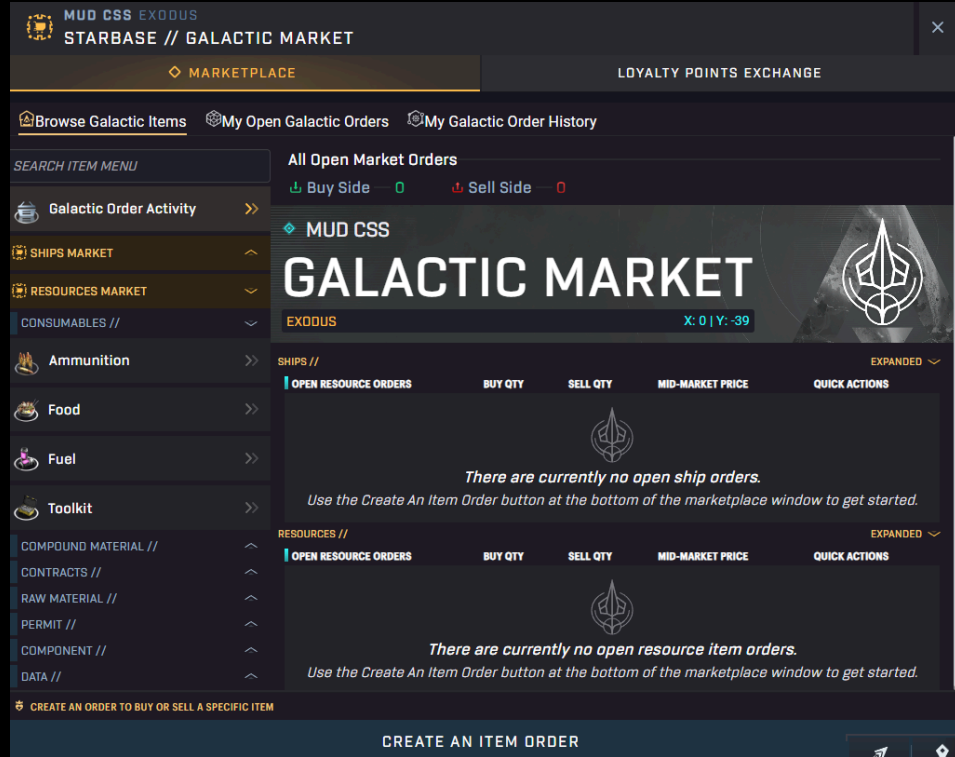 MUD CSS EXODUS
STARBASE // GALACTIC MARKET
MARKETPLACE
LOYALTY POINTS EXCHANGE
Browse Galactic Items
My Open Galactic Orders
My Galactic Order History
SEARCH ITEM MENU
Galactic Order Activity
SHIPS MARKET
RESOURCES MARKET
CONSUMABLES //
Ammunition
Food
Fuel
Toolkit
COMPOUND MATERIAL //
CONTRACTS //
RAW MATERIAL //
PERMIT //
COMPONENT //
DATA //
All Open Market Orders
Buy Side 0 Sell Side 0
MUD CSS
GALACTIC MARKET
EXODUS X: 0 | Y: -39
SHIPS // EXPANDED
OPEN RESOURCE ORDERS BUY QTY SELL QTY MID-MARKET PRICE QUICK ACTIONS
There are currently no open ship orders.
Use the Create An Item Order button at the bottom of the marketplace window to get started.
RESOURCES // EXPANDED
OPEN RESOURCE ORDERS BUY QTY SELL QTY MID-MARKET PRICE QUICK ACTIONS
There are currently no open resource item orders.
Use the Create An Item Order button at the bottom of the marketplace window to get started.
CREATE AN ORDER TO BUY OR SELL A SPECIFIC ITEM
CREATE AN ITEM ORDER